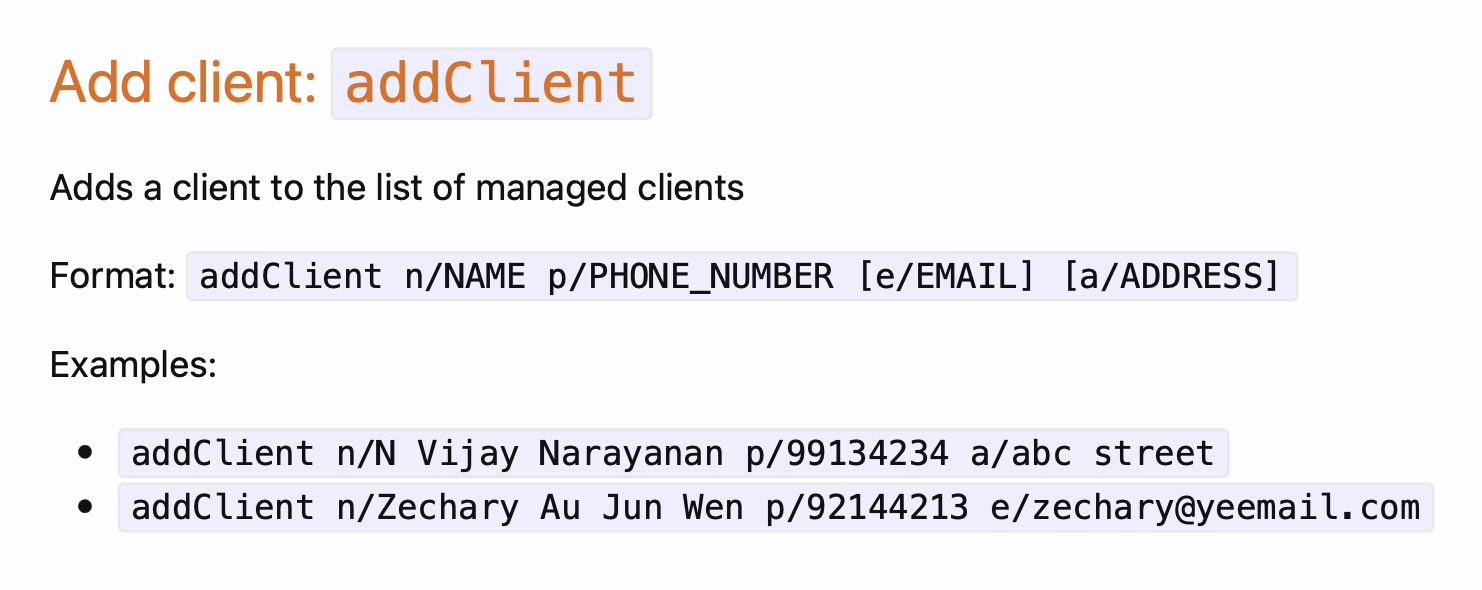 Add client: addClient
Adds a client to the list of managed clients
Format: addClient n/NAME p/PHONE_NUMBER [e/EMAIL] [a/ADDRESS]
Examples:
• addClient n/N Vijay Narayanan p/99134234 a/abc street
• addClient n/Zechary Au Jun Wen p/92144213 e/zechary@yeemail.com